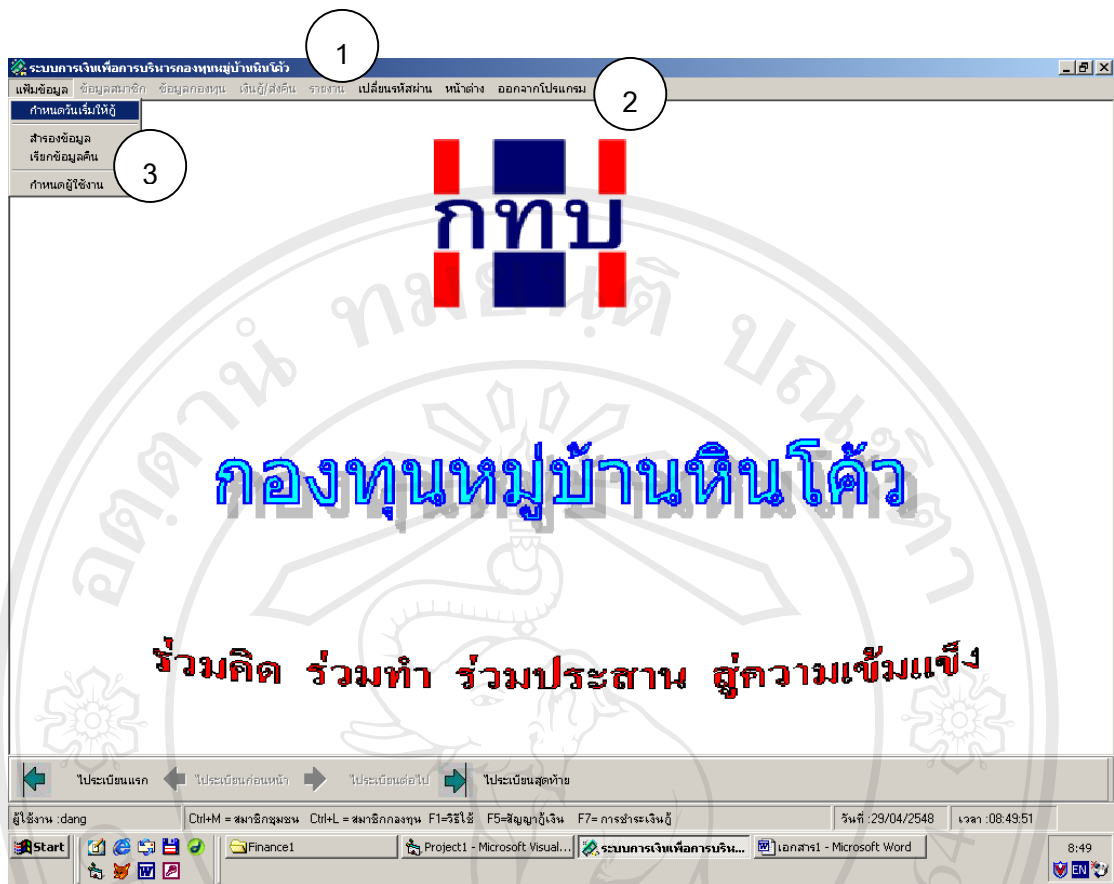 1
ระบบการเงินเพื่อการบริหารกองทุนหมู่บ้านหินโค้ว
แฟ้มข้อมูล ข้อมูลสมาชิก ข้อมูลกองทุน เงินกู้/ส่งคืน รายงาน เปลี่ยนรหัสผ่าน หน้าต่าง ออกจากโปรแกรม
2
กำหนดวันเริ่มให้กู้
สำรองข้อมูล
เรียกข้อมูลคืน
3
กำหนดผู้ใช้งาน
กทบ
กองทุนหมู่บ้านหินโค้ว
ร่วมคิด ร่วมทำ ร่วมประสาน สู่ความเข้มแข็ง
ไประเบียนแรก ไประเบียนก่อนหน้า ไประเบียนต่อไป ไประเบียนสุดท้าย
ผู้ใช้งาน :dang Ctrl+M = สมาชิกชุมชน Ctrl+L = สมาชิกกองทุน F1=วิธีใช้ F5=สัญญากู้เงิน F7= การชำระเงินกู้ วันที่ :29/04/2548 เวลา :08:49:51
Start Finance1 Project1 - Microsoft Visual... ระบบการเงินเพื่อการบริห... เอกสาร1 - Microsoft Word 8:49
EN